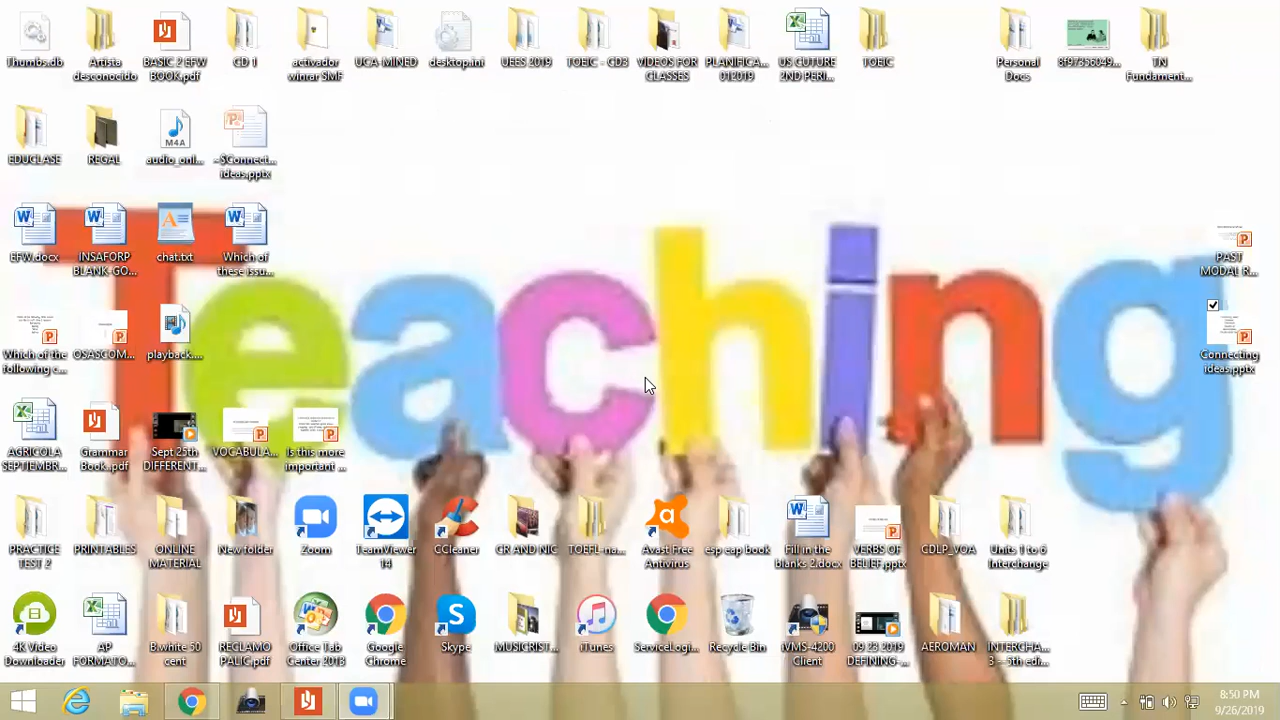 Thumbs.db
Artista
desconocido
BASIC 2 EFW
BOOK.pdf
CD 1
activador
winrar SMF
UCA-MINED
desktop.ini
UEES 2019
TOEIC - CD3
VIDEOS FOR
CLASSES
PLANIFICA...
012019
US CUTURE
2ND PERI...
TOEIC
Personal
Docs
8f97356049...
TN
Fundament...
EDUCLASE
REGAL
M4A
audio_onl...
~$Connect...
ideas.pptx
EFW.docx
INSAFORP
BLANK-GO...
chat.txt
Which of
these issu...
PAST
MODAL R...
Which of the
following c...
OSASCOM...
playback....
Connecting
ideas.pptx
AGRICOLA
SEPTIEMBR...
Grammar
Book..pdf
Sept 25th
DIFFERENT...
VOCABULA...
Is this more
important ...
Teaching
PRACTICE
TEST 2
PRINTABLES
ONLINE
MATERIAL
New folder
Zoom
TeamViewer
14
CCleaner
CR AND NIC
TOEFL-na...
Avast Free
Antivirus
esp eap book
Fill in the
blanks 2.docx
VERBS OF
BELIEF.pptx
CDLP_VOA
Units 1 to 6
Interchange
4K Video
Downloader
AP
FORMATO...
B.white 50
cent
RECLAMO
PALIC.pdf
Office Tab
Center 2013
Google
Chrome
Skype
MUSICRIST...
iTunes
ServiceLogi...
Recycle Bin
iVMS-4200
Client
09 23 2019
DEFINING-...
AEROMAN
INTERCHA...
3 --5th edi...
8:50 PM
9/26/2019